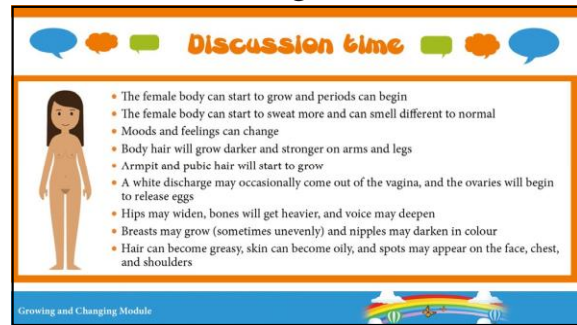 Discussion time
• The female body can start to grow and periods can begin
• The female body can start to sweat more and can smell different to normal
• Moods and feelings can change
• Body hair will grow darker and stronger on arms and legs
• Armpit and pubic hair will start to grow
• A white discharge may occasionally come out of the vagina, and the ovaries will begin
to release eggs
• Hips may widen, bones will get heavier, and voice may deepen
• Breasts may grow (sometimes unevenly) and nipples may darken in colour
• Hair can become greasy, skin can become oily, and spots may appear on the face, chest,
and shoulders
Growing and Changing Module